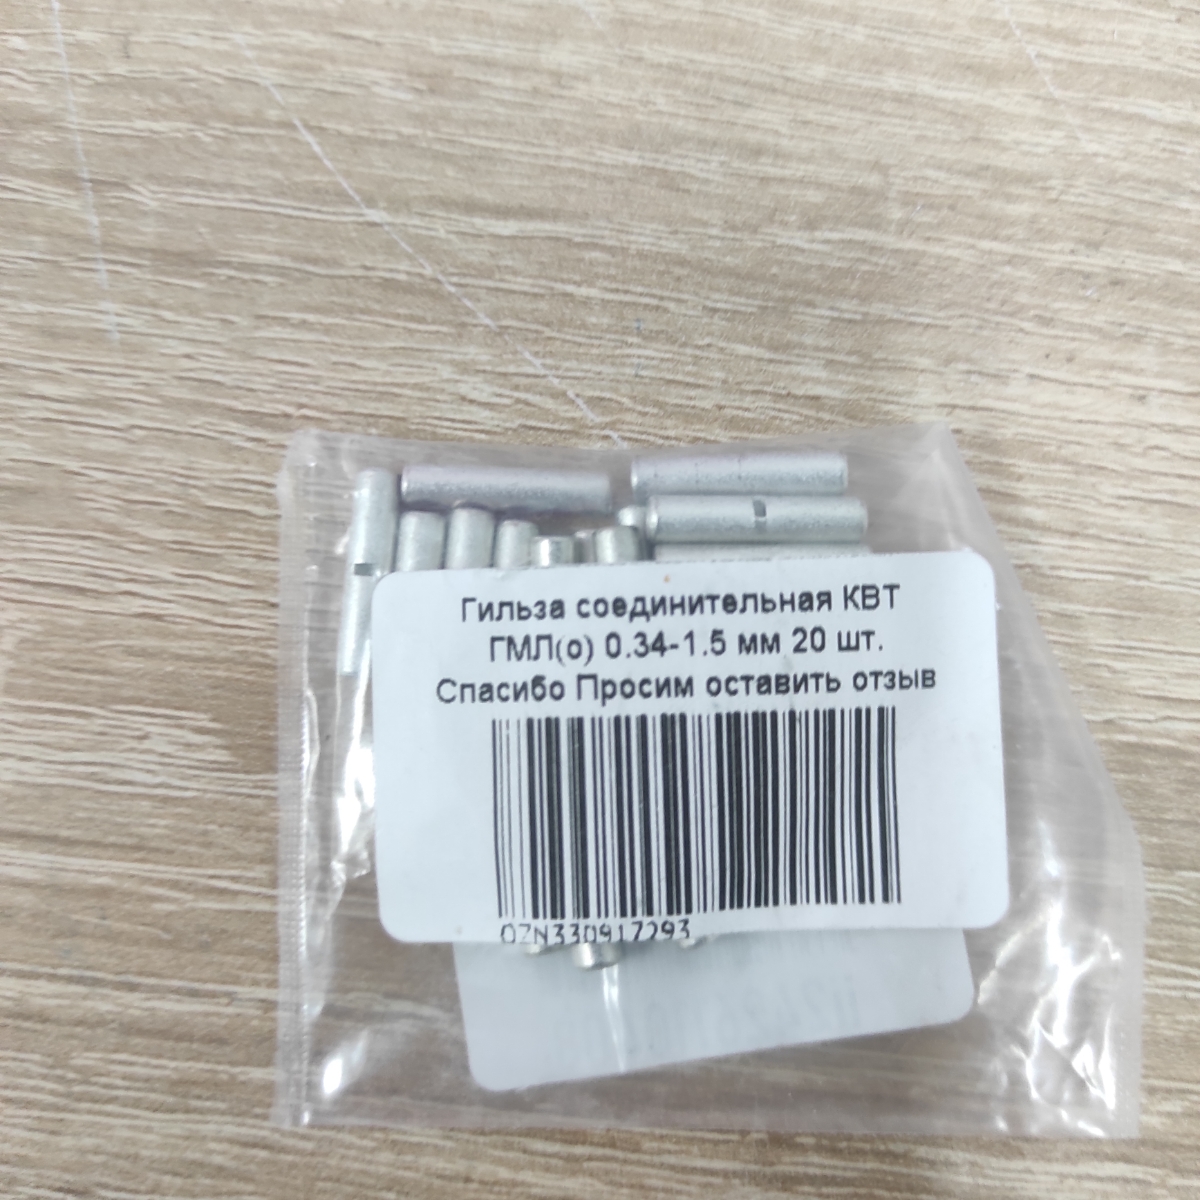 Гильза соединительная КВТ
ГМЛ(о) 0.34-1.5 мм 20 шт.
Спасибо Просим оставить отзыв
OZN330917293